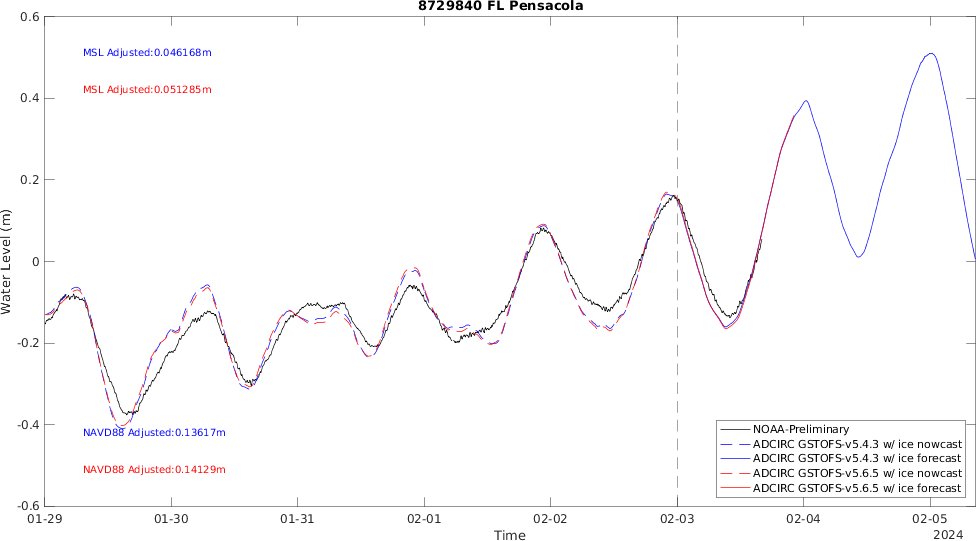 8729840 FL Pensacola
0.6
MSL Adjusted:0.046168m
MSL Adjusted:0.051285m
0.4
0.2
0
-0.2
-0.4
-0.6
Water Level (m)
NAVD88 Adjusted:0.13617m
NAVD88 Adjusted:0.14129m
NOAA-Preliminary
ADCIRC GSTOFS-v5.4.3 w/ ice nowcast
ADCIRC GSTOFS-v5.4.3 w/ ice forecast
ADCIRC GSTOFS-v5.6.5 w/ ice nowcast
ADCIRC GSTOFS-v5.6.5 w/ ice forecast
01-29 01-30 01-31 02-01 02-02 02-03 02-04 02-05
Time
2024